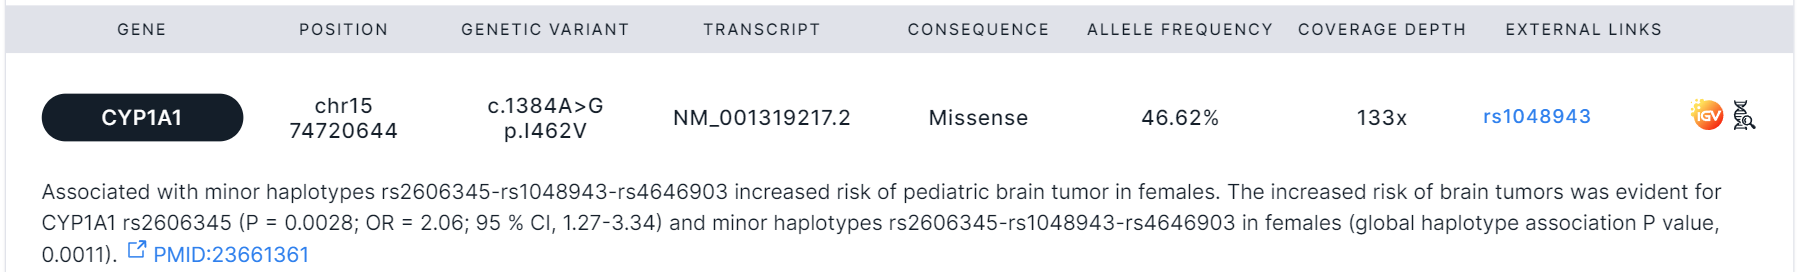 GENE POSITION GENETIC VARIANT TRANSCRIPT CONSEQUENCE ALLELE FREQUENCY COVERAGE DEPTH EXTERNAL LINKS
CYP1A1 chr15 74720644 c.1384A>G p.I462V NM_001319217.2 Missense 46.62% 133x rs1048943 iGV
Associated with minor haplotypes rs2606345-rs1048943-rs4646903 increased risk of pediatric brain tumor in females. The increased risk of brain tumors was evident for
CYP1A1 rs2606345 (P = 0.0028; OR = 2.06; 95 % CI, 1.27-3.34) and minor haplotypes rs2606345-rs1048943-rs4646903 in females (global haplotype association P value,
0.0011). PMID:23661361